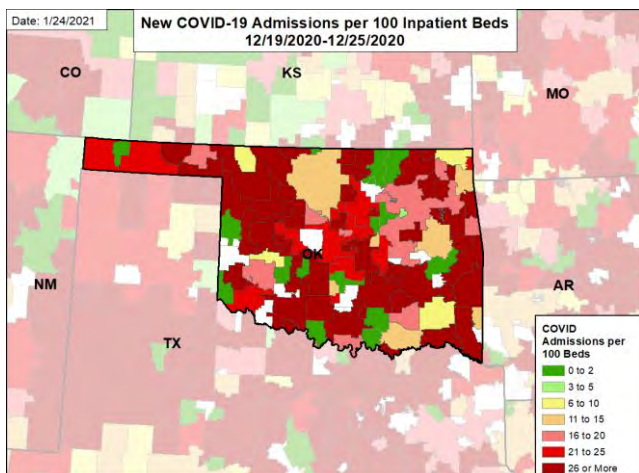 Date: 1/24/2021
New COVID-19 Admissions per 100 Inpatient Beds
12/19/2020-12/25/2020
CO
KS
MO
OK
NM
AR
TX
COVID
Admissions per
100 Beds
0 to 2
3 to 5
6 to 10
11 to 15
16 to 20
21 to 25
26 or More